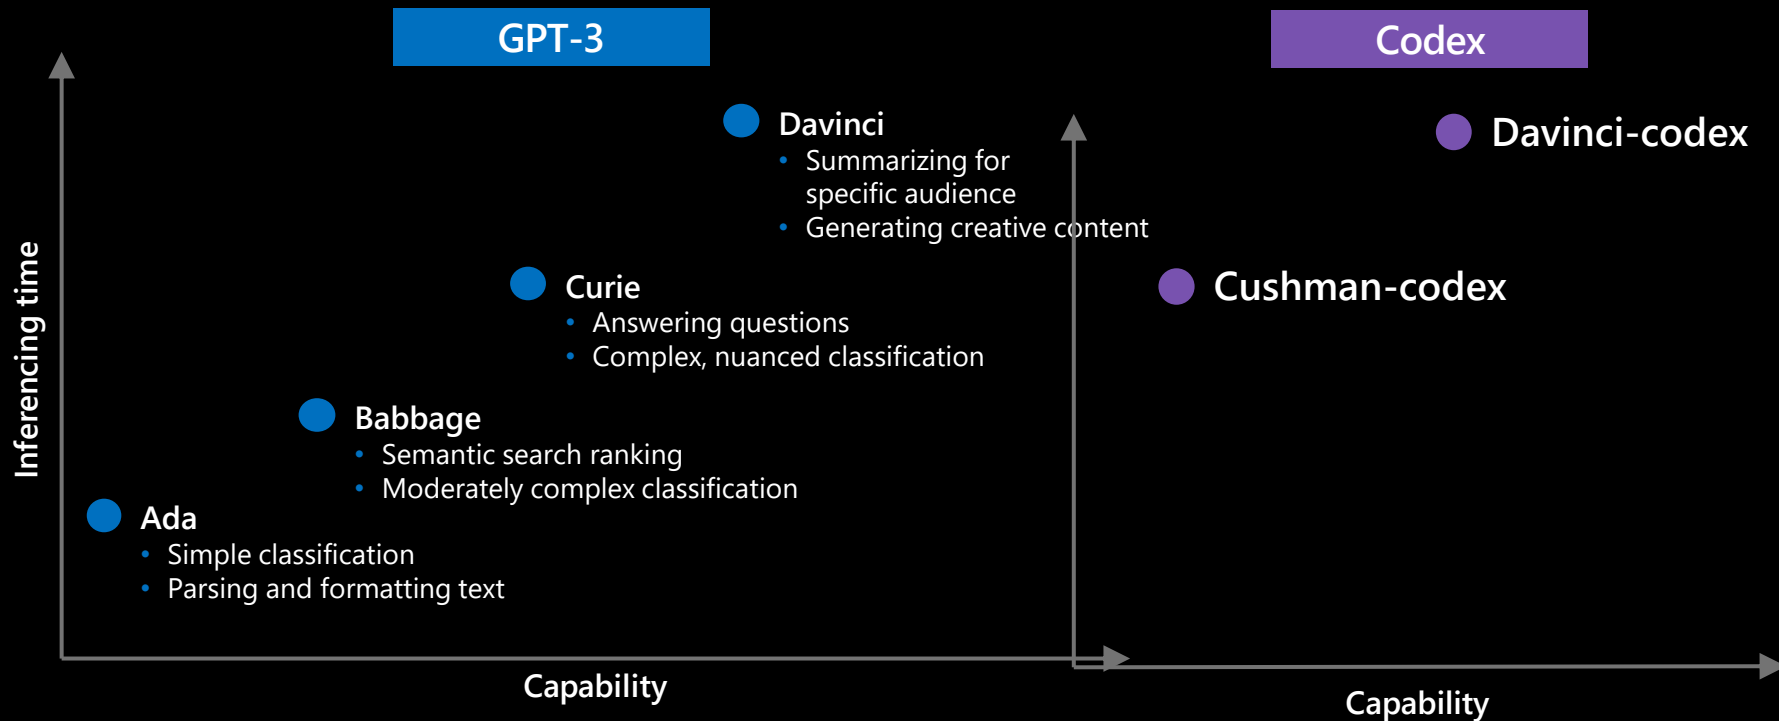 GPT-3
Codex
Inferencing time
Davinci
• Summarizing for
specific audience
• Generating creative content
Curie
• Answering questions
• Complex, nuanced classification
Babbage
• Semantic search ranking
• Moderately complex classification
Ada
• Simple classification
• Parsing and formatting text
Capability
Davinci-codex
Cushman-codex
Capability